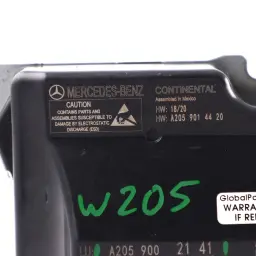 MERCEDES-BENZ
CONTINENTAL
Assembled in Mexico
CAUTION
CONTAINS PARTS AND
ASSEMBLIES SUSCEPTIBLE TO
DAMAGE BY ELECTROSTATIC
DISCHARGE (ESD)
HW: 18/20
HW: A205 901 44 20
W205
GlobalPa
WARRAN
IF RE
A205 900 21 41